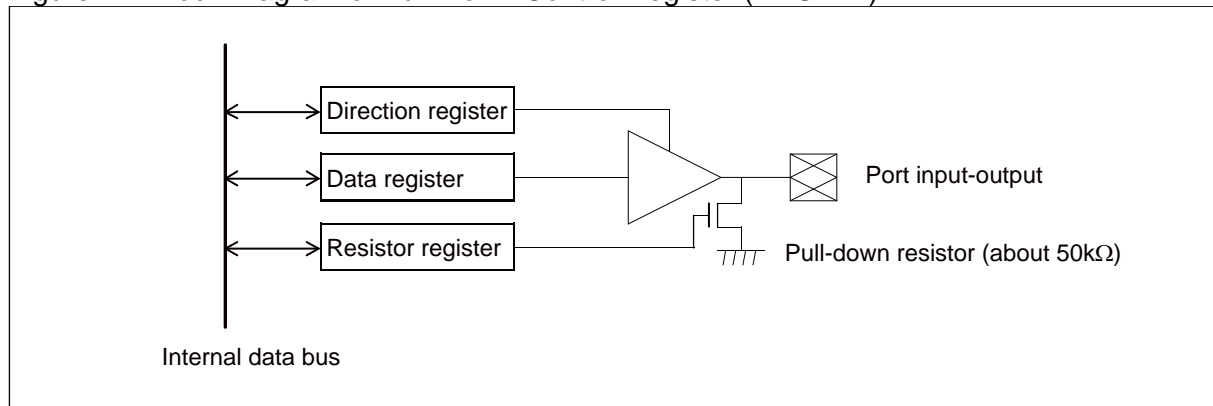 Direction register
Data register
Port input-output
Resistor register
Pull-down resistor (about 50kΩ)
Internal data bus